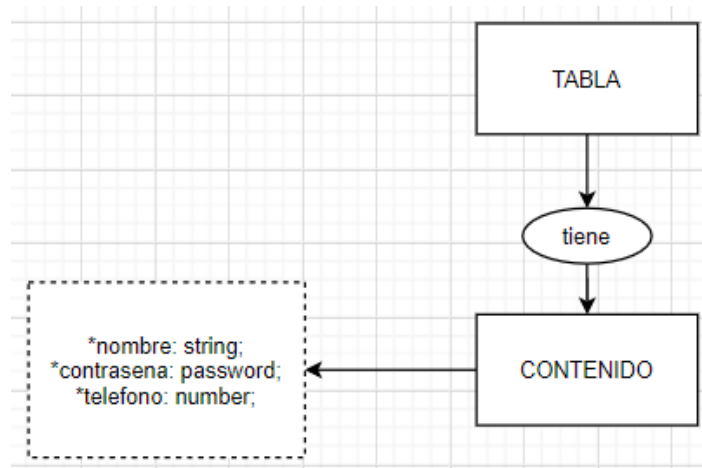 TABLA
tiene
*nombre: string;
*contrasena: password;
*telefono: number;
CONTENIDO